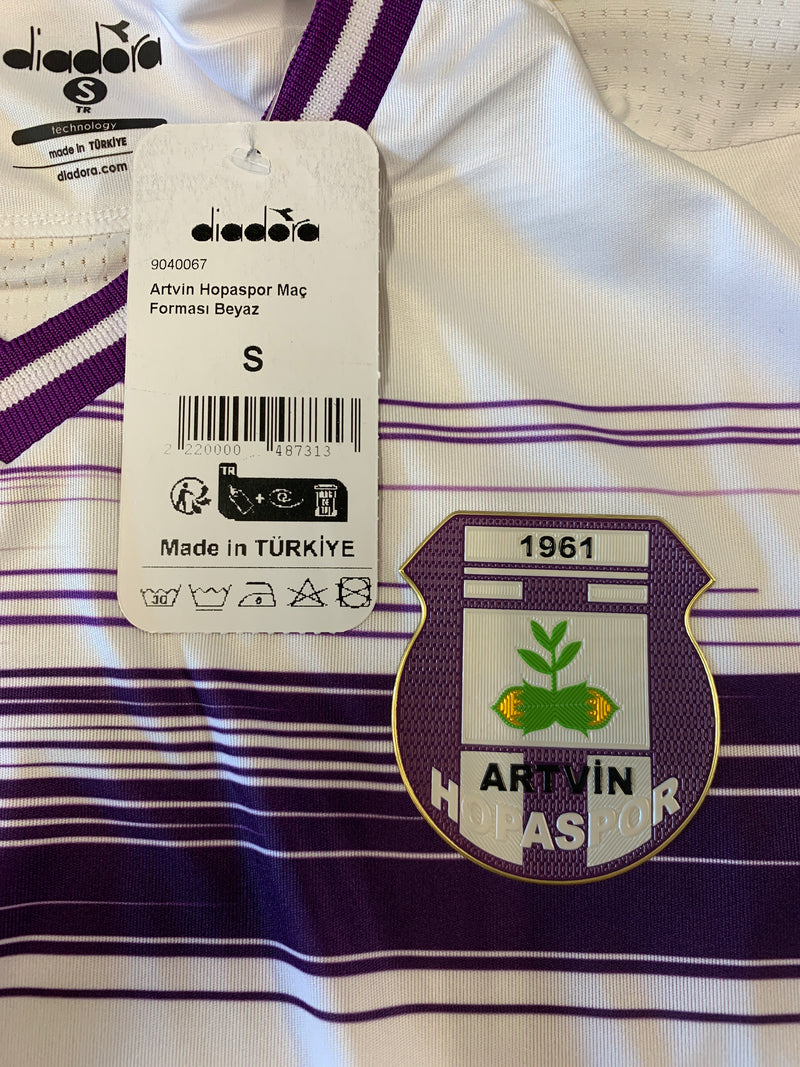 diadora
S
TR
technology
made in TÜRKİYE
diadora.com
diadora
9040067
Artvin Hopaspor Maç
Forması Beyaz
S
2 220000 487313
TR
+
Made in TÜRKİYE
30
1961
ARTVİN
HOPASPOR